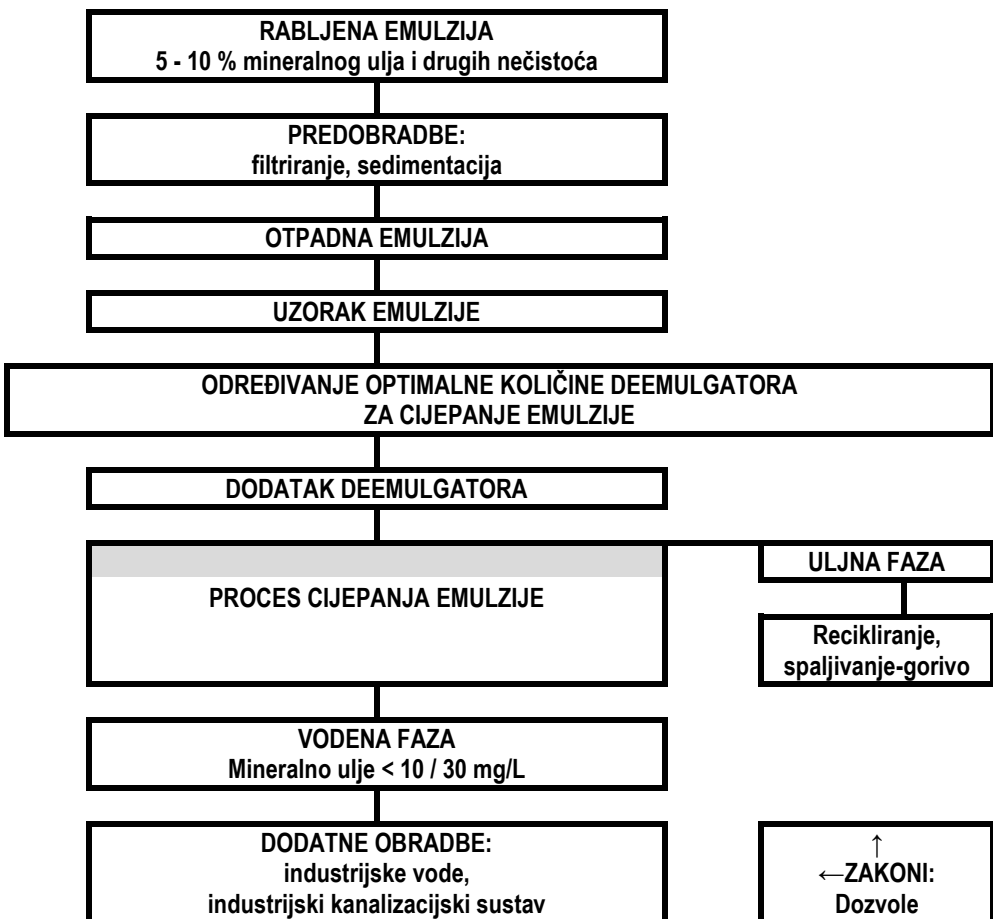 RABLJENA EMULZIJA
5 - 10 % mineralnog ulja i drugih nečistoća
PREDOBRADBE:
filtriranje, sedimentacija
OTPADNA EMULZIJA
UZORAK EMULZIJE
ODREĐIVANJE OPTIMALNE KOLIČINE DEEMULGATORA
ZA CIJEPANJE EMULZIJE
DODATAK DEEMULGATORA
PROCES CIJEPANJA EMULZIJE
ULJNA FAZA
Recikliranje,
spaljivanje-gorivo
VODENA FAZA
Mineralno ulje < 10 / 30 mg/L
DODATNE OBRADBE:
industrijske vode,
industrijski kanalizacijski sustav
↑
←ZAKONI:
Dozvole